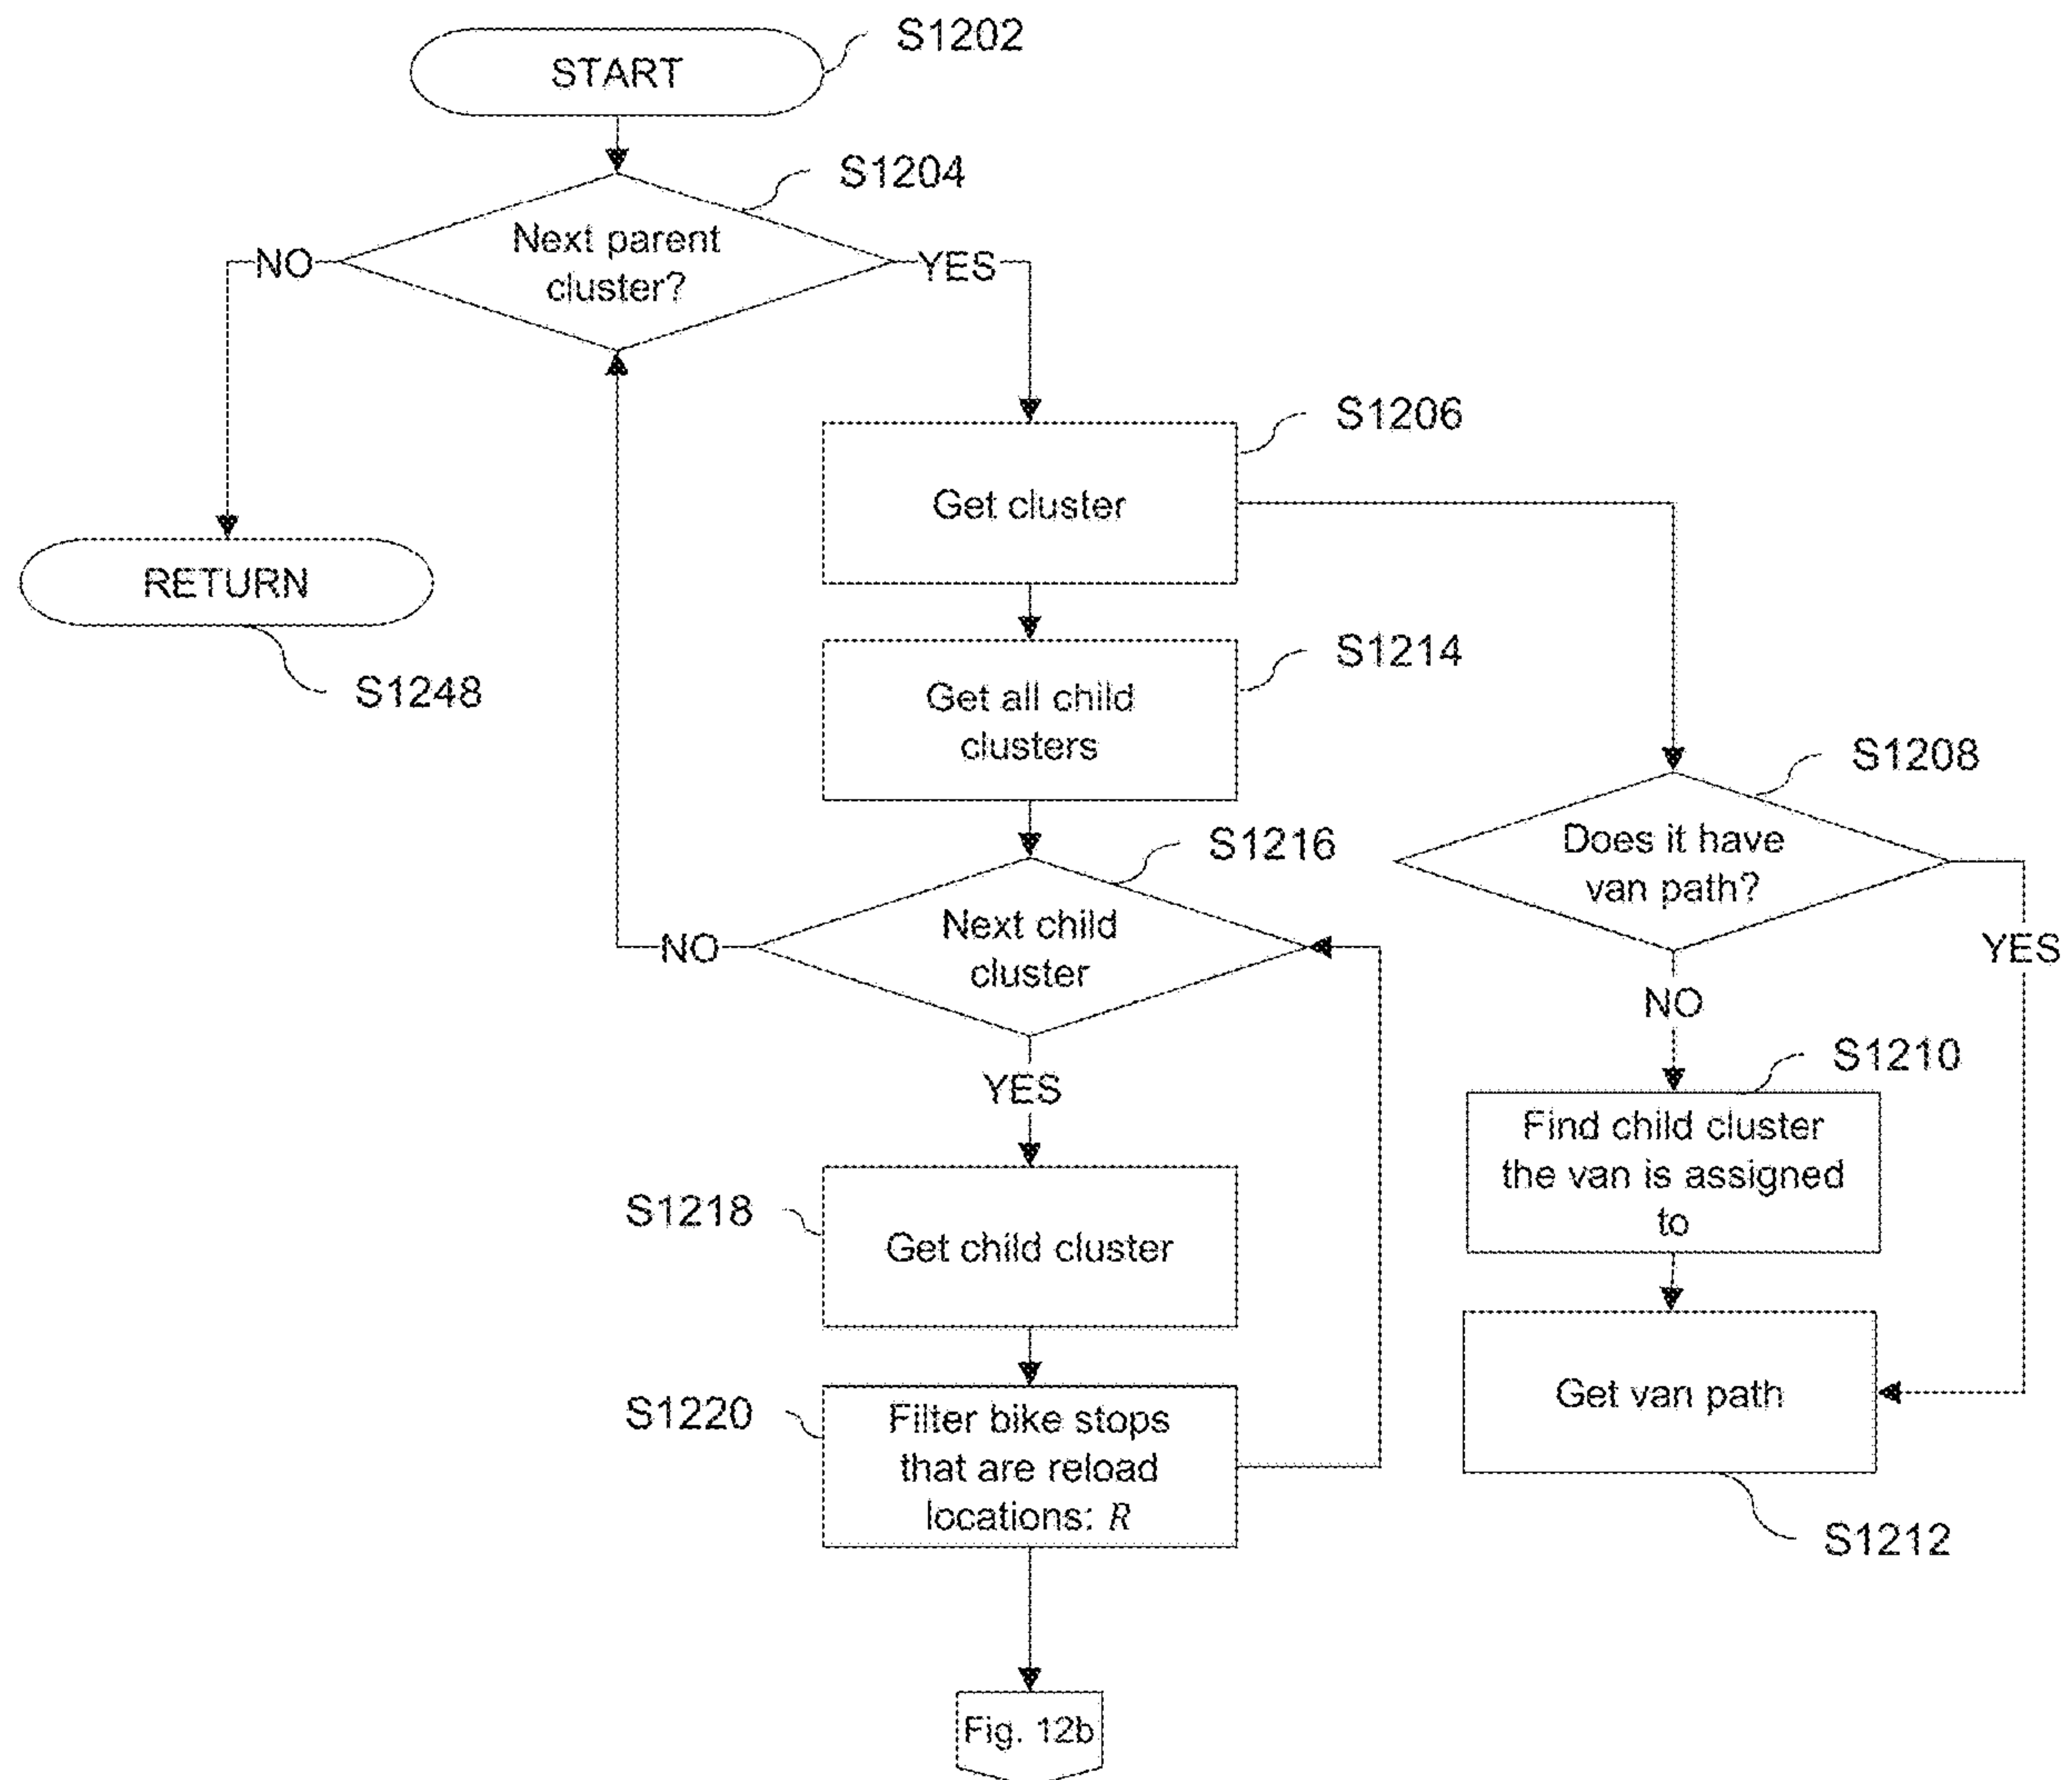 START
S1202
S1204
Next parent
cluster?
NO
YES
S1206
Get cluster
RETURN
S1248
S1214
Get all child
clusters
S1208
Does it have
van path?
S1216
Next child
cluster
NO
YES
NO
YES
S1210
Find child cluster
the van is assigned
to
S1218
Get child cluster
Get van path
S1212
S1220
Filter bike stops
that are reload
locations: R
Fig. 12b